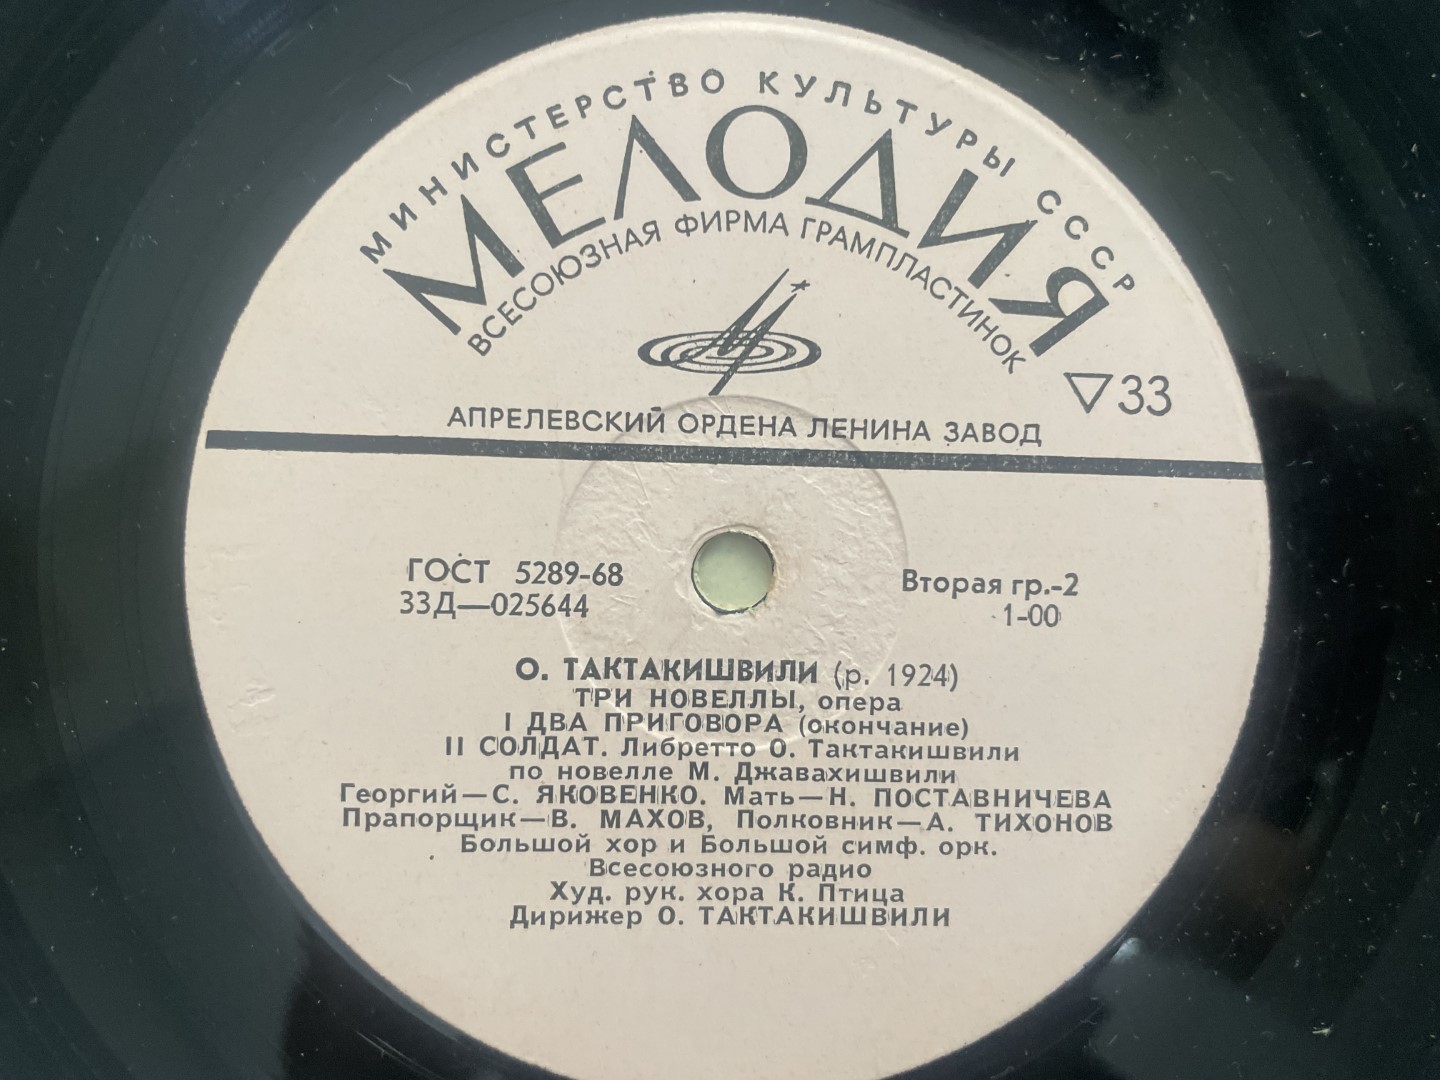 МИНИСТЕРСТВО КУЛЬТУРЫ СССР
МЕЛОДИЯ
ВСЕСОЮЗНАЯ ФИРМА ГРАМПЛАСТИНОК
33
АПРЕЛЕВСКИЙ ОРДЕНА ЛЕНИНА ЗАВОД
ГОСТ 5289-68
33Д—025644
Вторая гр.-2
1-00
О. ТАКТАКИШВИЛИ (р. 1924)
ТРИ НОВЕЛЛЫ, опера
I ДВА ПРИГОВОРА (окончание)
II СОЛДАТ. Либретто О. Тактакишвили
по новелле М. Джавахишвили
Георгий—С. ЯКОВЕНКО. Мать—Н. ПОСТАВНИЧЕВА
Прапорщик—В. МАХОВ, Полковник—А. ТИХОНОВ
Большой хор и Большой симф. орк.
Всесоюзного радио
Худ. рук. хора К. Птица
Дирижер О. ТАКТАКИШВИЛИ